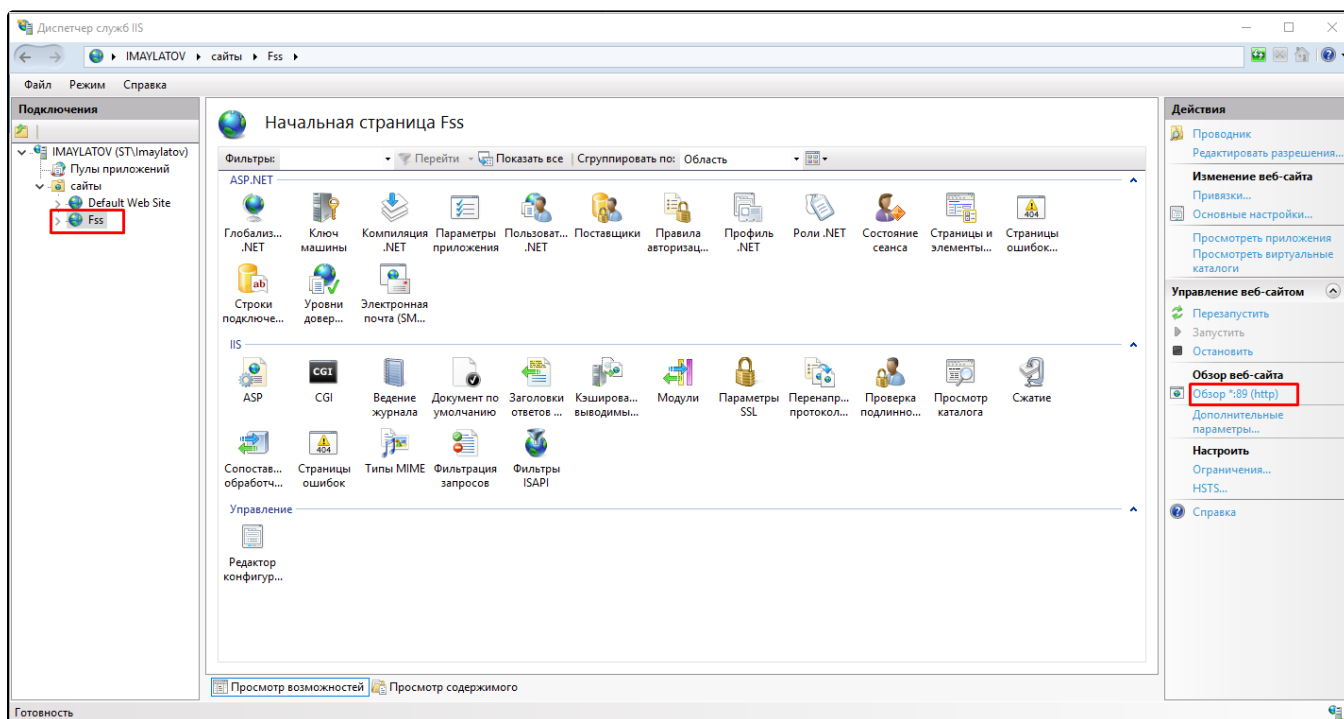 Диспетчер служб IIS
IMAYLATOV
сайты
Fss
Файл Режим Справка
Подключения
IMAYLATOV (ST\Imaylatov)
Пулы приложений
сайты
Default Web Site
Fss
Начальная страница Fss
Фильтры: Перейти Показать все Сгруппировать по: Область
ASP.NET
Глобализ... .NET
Ключ машины
Компиляция .NET
Параметры приложения
Пользоват... .NET
Поставщики
Правила авторизац...
Профиль .NET
Роли .NET
Состояние сеанса
Страницы и элементы...
404
Страницы ошибок...
ab
Строки подключе...
Уровни довер...
Электронная почта (SM...
IIS
ASP
CGI
CGI
Ведение журнала
Документ по умолчанию
Заголовки ответов ...
Кэширова... выводимы...
Модули
Параметры SSL
Перенапр... протокол...
Проверка подлинно...
Просмотр каталога
Сжатие
Сопостав... обработч...
404
Страницы ошибок
Типы MIME
Фильтрация запросов
Фильтры ISAPI
Управление
Редактор конфигур...
Просмотр возможностей Просмотр содержимого
Действия
Проводник
Редактировать разрешения...
Изменение веб-сайта
Привязки...
Основные настройки...
Просмотреть приложения
Просмотреть виртуальные
каталоги
Управление веб-сайтом
Перезапустить
Запустить
Остановить
Обзор веб-сайта
Обзор *:89 (http)
Дополнительные
параметры...
Настроить
Ограничения...
HSTS...
Справка
Готовность